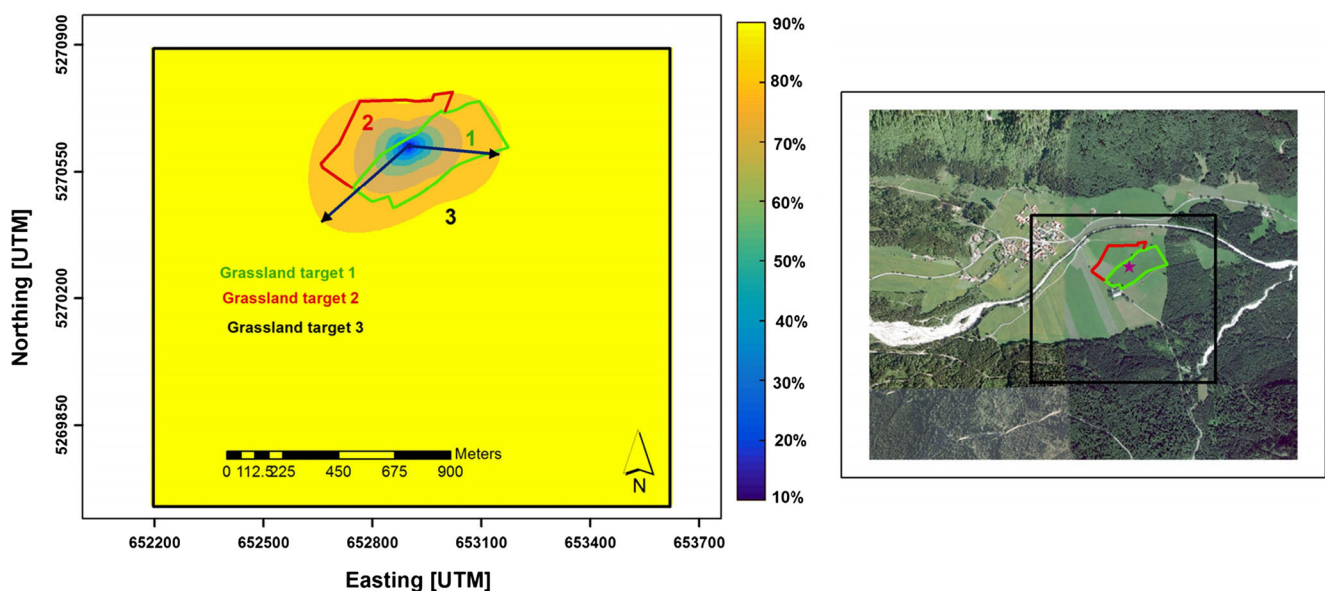 Northing [UTM]
5270900
5270550
5270200
5269850
2
1
3
Grassland target 1
Grassland target 2
Grassland target 3
Meters
0 112.5225 450 675 900
N
652200 652500 652800 653100 653400 653700
Easting [UTM]
90%
80%
70%
60%
50%
40%
30%
20%
10%